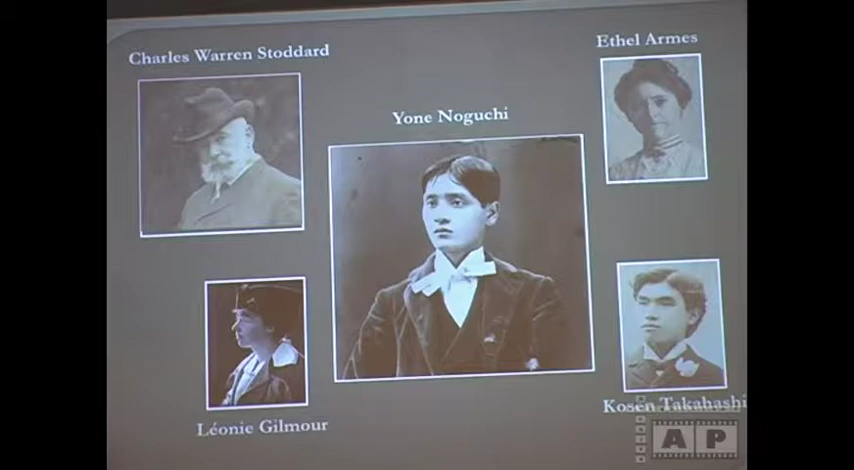 Charles Warren Stoddard
Ethel Armes
Yone Noguchi
Léonie Gilmour
Kosen Takahashi
AP